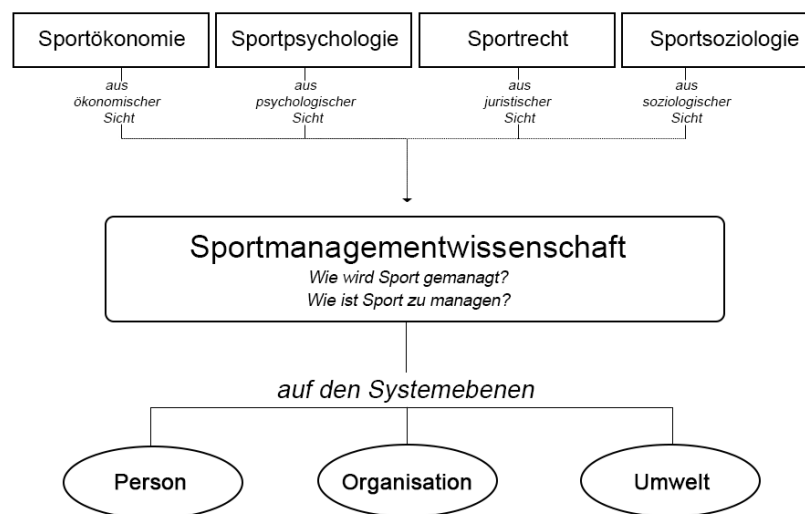 Sportökonomie
Sportpsychologie
Sportrecht
Sportsoziologie
aus
ökonomischer
Sicht
aus
psychologischer
Sicht
aus
juristischer
Sicht
aus
soziologischer
Sicht
Sportmanagementwissenschaft
Wie wird Sport gemanagt?
Wie ist Sport zu managen?
auf den Systemebenen
Person
Organisation
Umwelt